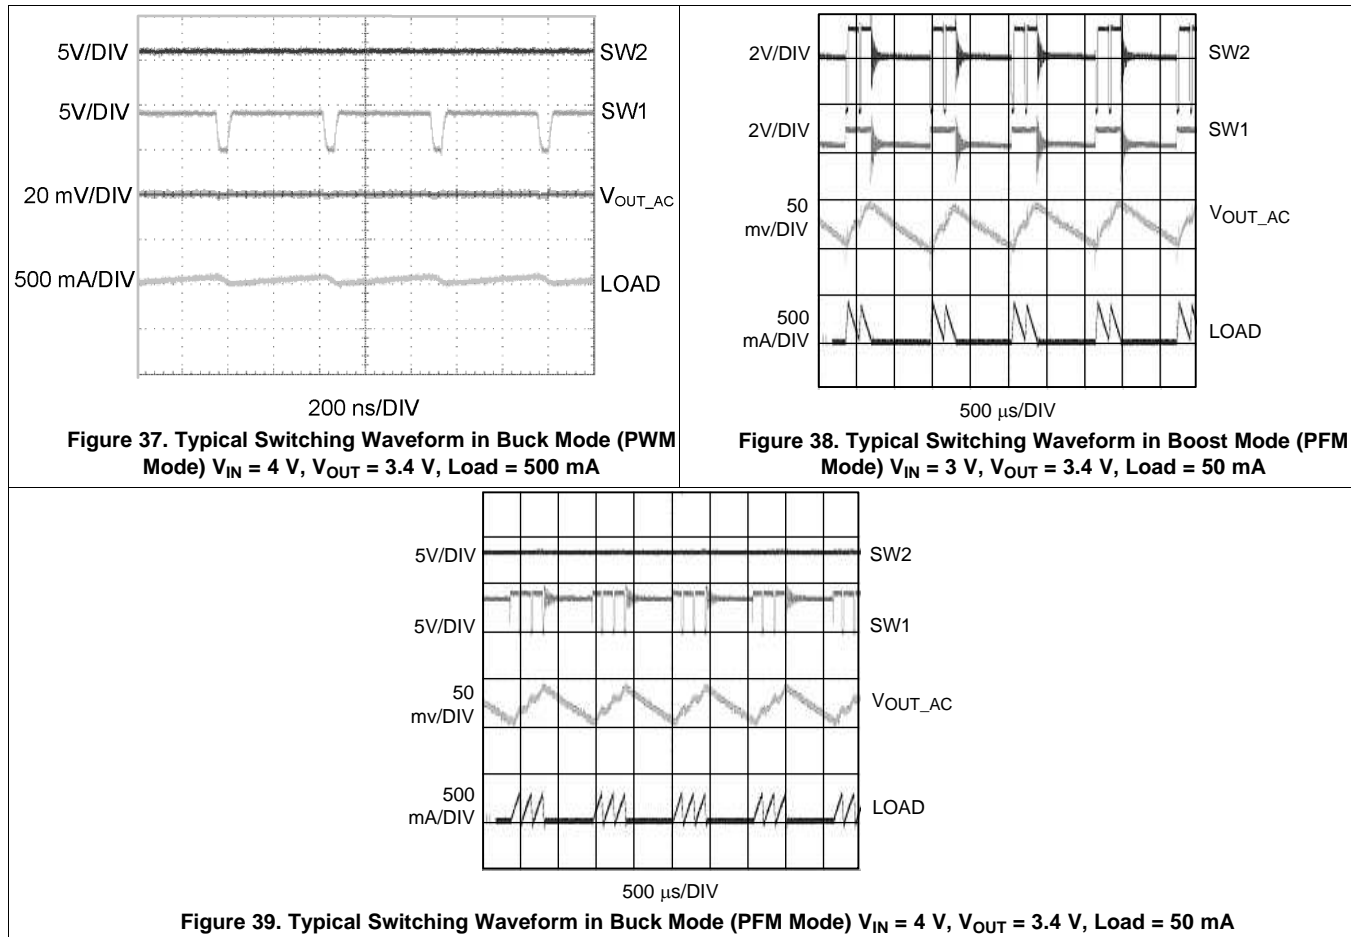 5V/DIV
SW2
5V/DIV
SW1
20 mV/DIV
VOUT_AC
500 mA/DIV
LOAD
200 ns/DIV
Figure 37. Typical Switching Waveform in Buck Mode (PWM
Mode) VIN = 4 V, VOUT = 3.4 V, Load = 500 mA
2V/DIV
SW2
2V/DIV
SW1
50
mv/DIV
VOUT_AC
500
mA/DIV
LOAD
500 μs/DIV
Figure 38. Typical Switching Waveform in Boost Mode (PFM
Mode) VIN = 3 V, VOUT = 3.4 V, Load = 50 mA
5V/DIV
SW2
5V/DIV
SW1
50
mv/DIV
VOUT_AC
500
mA/DIV
LOAD
500 μs/DIV
Figure 39. Typical Switching Waveform in Buck Mode (PFM Mode) VIN = 4 V, VOUT = 3.4 V, Load = 50 mA